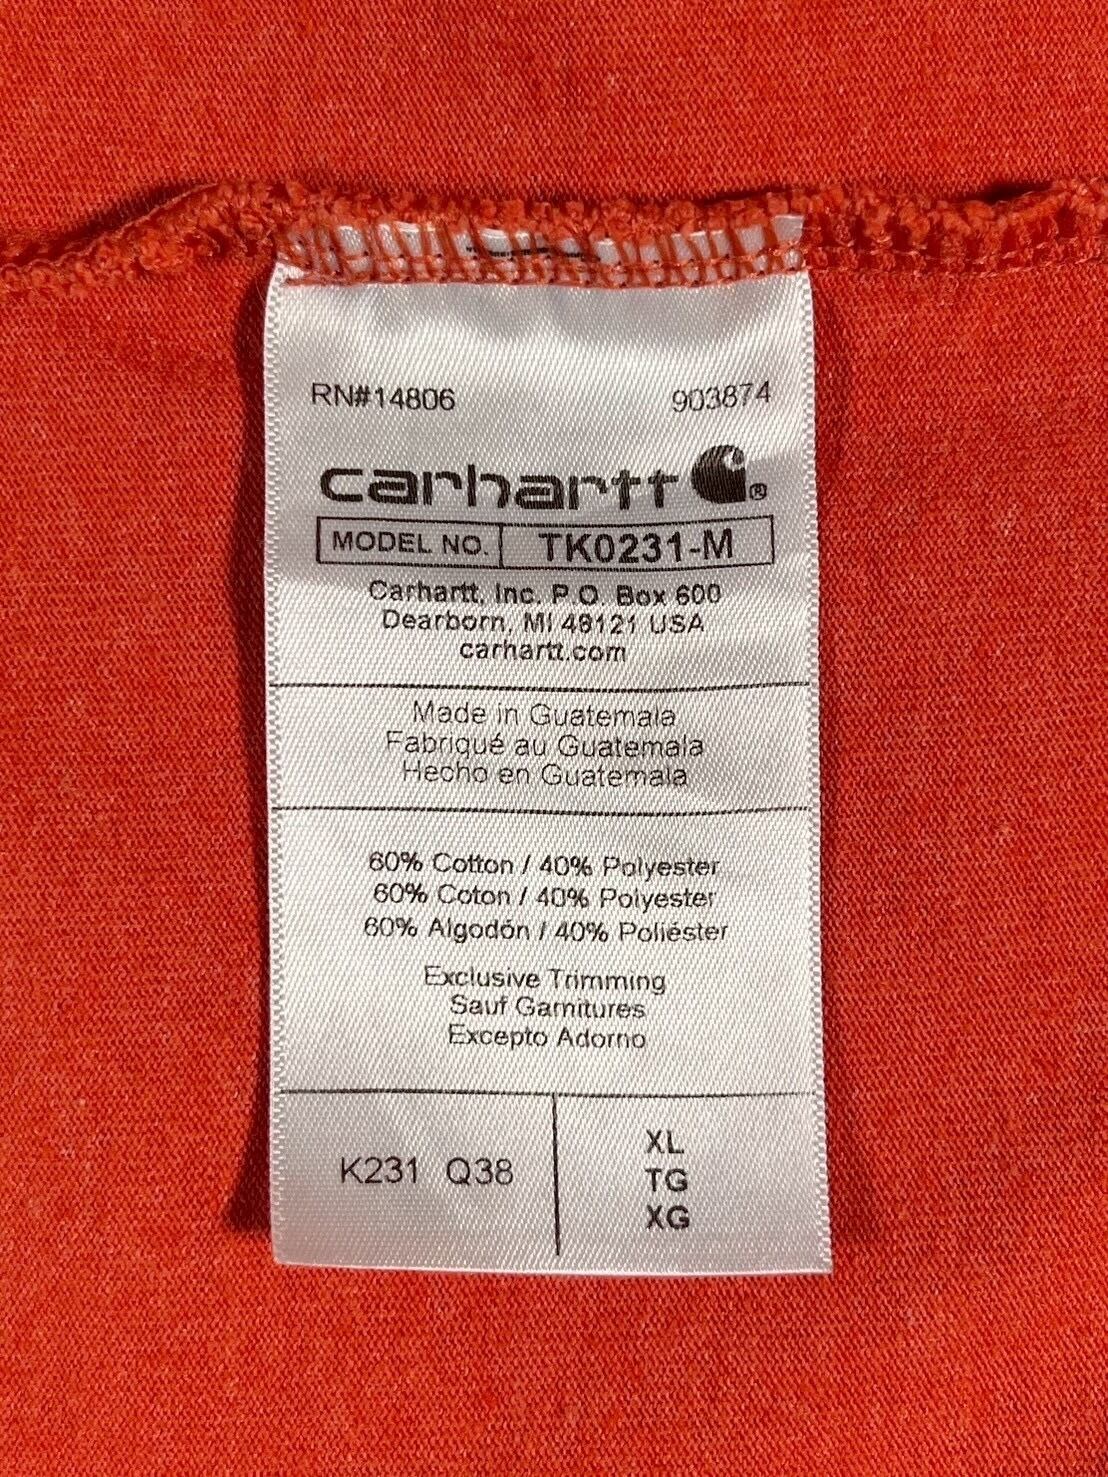 RN#14806 903874
carhartt ®
MODEL NO. TK0231-M
Carhartt, Inc. P.O. Box 600
Dearborn, MI 48121 USA
carhartt.com
Made in Guatemala
Fabriqué au Guatemala
Hecho en Guatemala
60% Cotton / 40% Polyester
60% Coton / 40% Polyester
60% Algodón / 40% Poliéster
Exclusive Trimming
Sauf Garnitures
Excepto Adorno
K231 Q38
XL
TG
XG